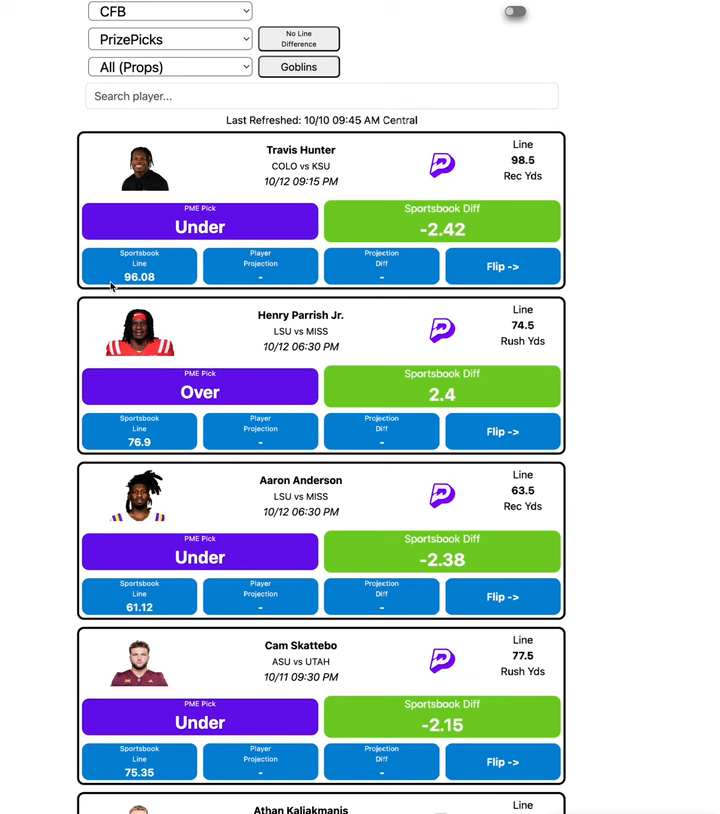 CFB
PrizePicks
No Line
Difference
All (Props)
Goblins
Search player...
Last Refreshed: 10/10 09:45 AM Central
Travis Hunter
COLO vs KSU
10/12 09:15 PM
Line
98.5
Rec Yds
PME Pick
Under
Sportsbook Diff
-2.42
Sportsbook
Line
96.08
Player
Projection
-
Projection
Diff
-
Flip ->
Henry Parrish Jr.
LSU vs MISS
10/12 06:30 PM
Line
74.5
Rush Yds
PME Pick
Over
Sportsbook Diff
2.4
Sportsbook
Line
76.9
Player
Projection
-
Projection
Diff
-
Flip ->
Aaron Anderson
LSU vs MISS
10/12 06:30 PM
Line
63.5
Rec Yds
PME Pick
Under
Sportsbook Diff
-2.38
Sportsbook
Line
61.12
Player
Projection
-
Projection
Diff
-
Flip ->
Cam Skattebo
ASU vs UTAH
10/11 09:30 PM
Line
77.5
Rush Yds
PME Pick
Under
Sportsbook Diff
-2.15
Sportsbook
Line
75.35
Player
Projection
-
Projection
Diff
-
Flip ->
Athan Kaliakmanis
Line